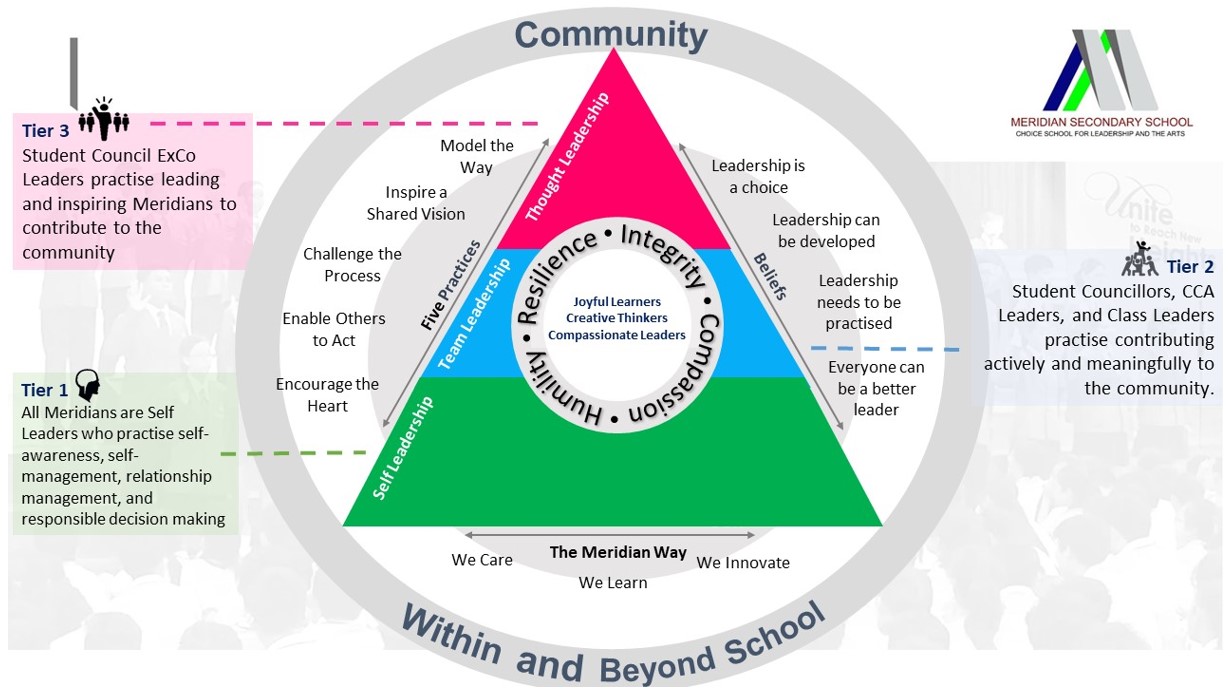 Community
MERIDIAN SECONDARY SCHOOL
CHOICE SCHOOL FOR LEADERSHIP AND THE ARTS
Tier 3
Student Council ExCo
Leaders practise leading
and inspiring Meridians to
contribute to the
community
Tier 1
All Meridians are Self
Leaders who practise self-
awareness, self-
management, relationship
management, and
responsible decision making
Model the
Way
Inspire a
Shared Vision
Challenge the
Process
Enable Others
to Act
Encourage the
Heart
Five Practices
Thought Leadership
Team Leadership
Self Leadership
Resilience • Integrity • Compassion • Humility •
Joyful Learners
Creative Thinkers
Compassionate Leaders
Beliefs
Leadership is
a choice
Leadership can
be developed
Leadership
needs to be
practised
Everyone can
be a better
leader
Unite
to Reach New
Tier 2
Student Councillors, CCA
Leaders, and Class Leaders
practise contributing
actively and meaningfully to
the community.
The Meridian Way
We Care
We Learn
We Innovate
Within and Beyond School